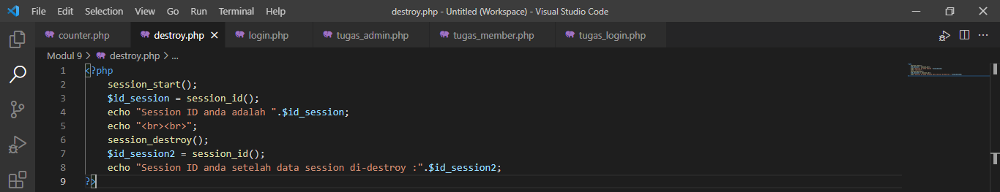 File Edit Selection View Go Run Terminal Help destroy.php - Untitled (Workspace) - Visual Studio Code
counter.php destroy.php login.php tugas_admin.php tugas_member.php tugas_login.php
Modul 9 > destroy.php > ...
1 <?php
2 session_start();
3 $id_session = session_id();
4 echo "Session ID anda adalah ".$id_session;
5 echo "<br><br>";
6 session_destroy();
7 $id_session2 = session_id();
8 echo "Session ID anda setelah data session di-destroy :".$id_session2;
9 ?>